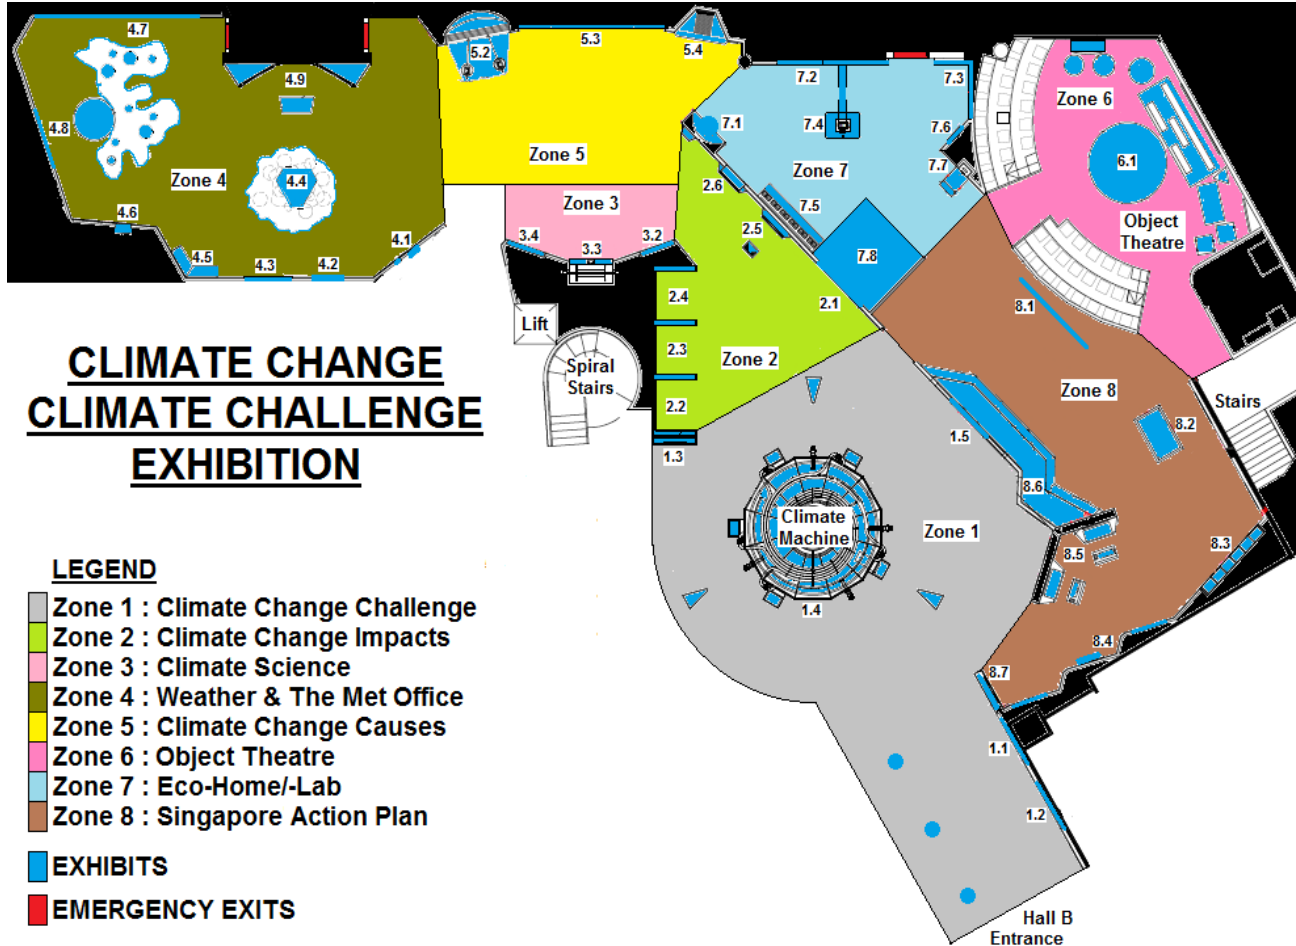 4.7
4.9
4.8
Zone 4
4.4
4.6
4.5
4.3
4.2
4.1
5.2
5.3
5.4
Zone 5
Zone 3
3.4
3.3
3.2
7.2
7.3
7.1
7.4
7.6
7.7
Zone 7
7.5
7.8
Zone 6
6.1
Object
Theatre
2.6
2.5
2.4
2.1
2.3
Zone 2
2.2
Lift
Spiral
Stairs
8.1
Zone 8
8.2
Stairs
8.6
8.5
8.3
8.4
8.7
1.3
1.5
Climate
Machine
Zone 1
1.4
1.1
1.2
Hall B
Entrance
CLIMATE CHANGE
CLIMATE CHALLENGE
EXHIBITION
LEGEND
Zone 1 : Climate Change Challenge
Zone 2 : Climate Change Impacts
Zone 3 : Climate Science
Zone 4 : Weather & The Met Office
Zone 5 : Climate Change Causes
Zone 6 : Object Theatre
Zone 7 : Eco-Home/-Lab
Zone 8 : Singapore Action Plan
EXHIBITS
EMERGENCY EXITS